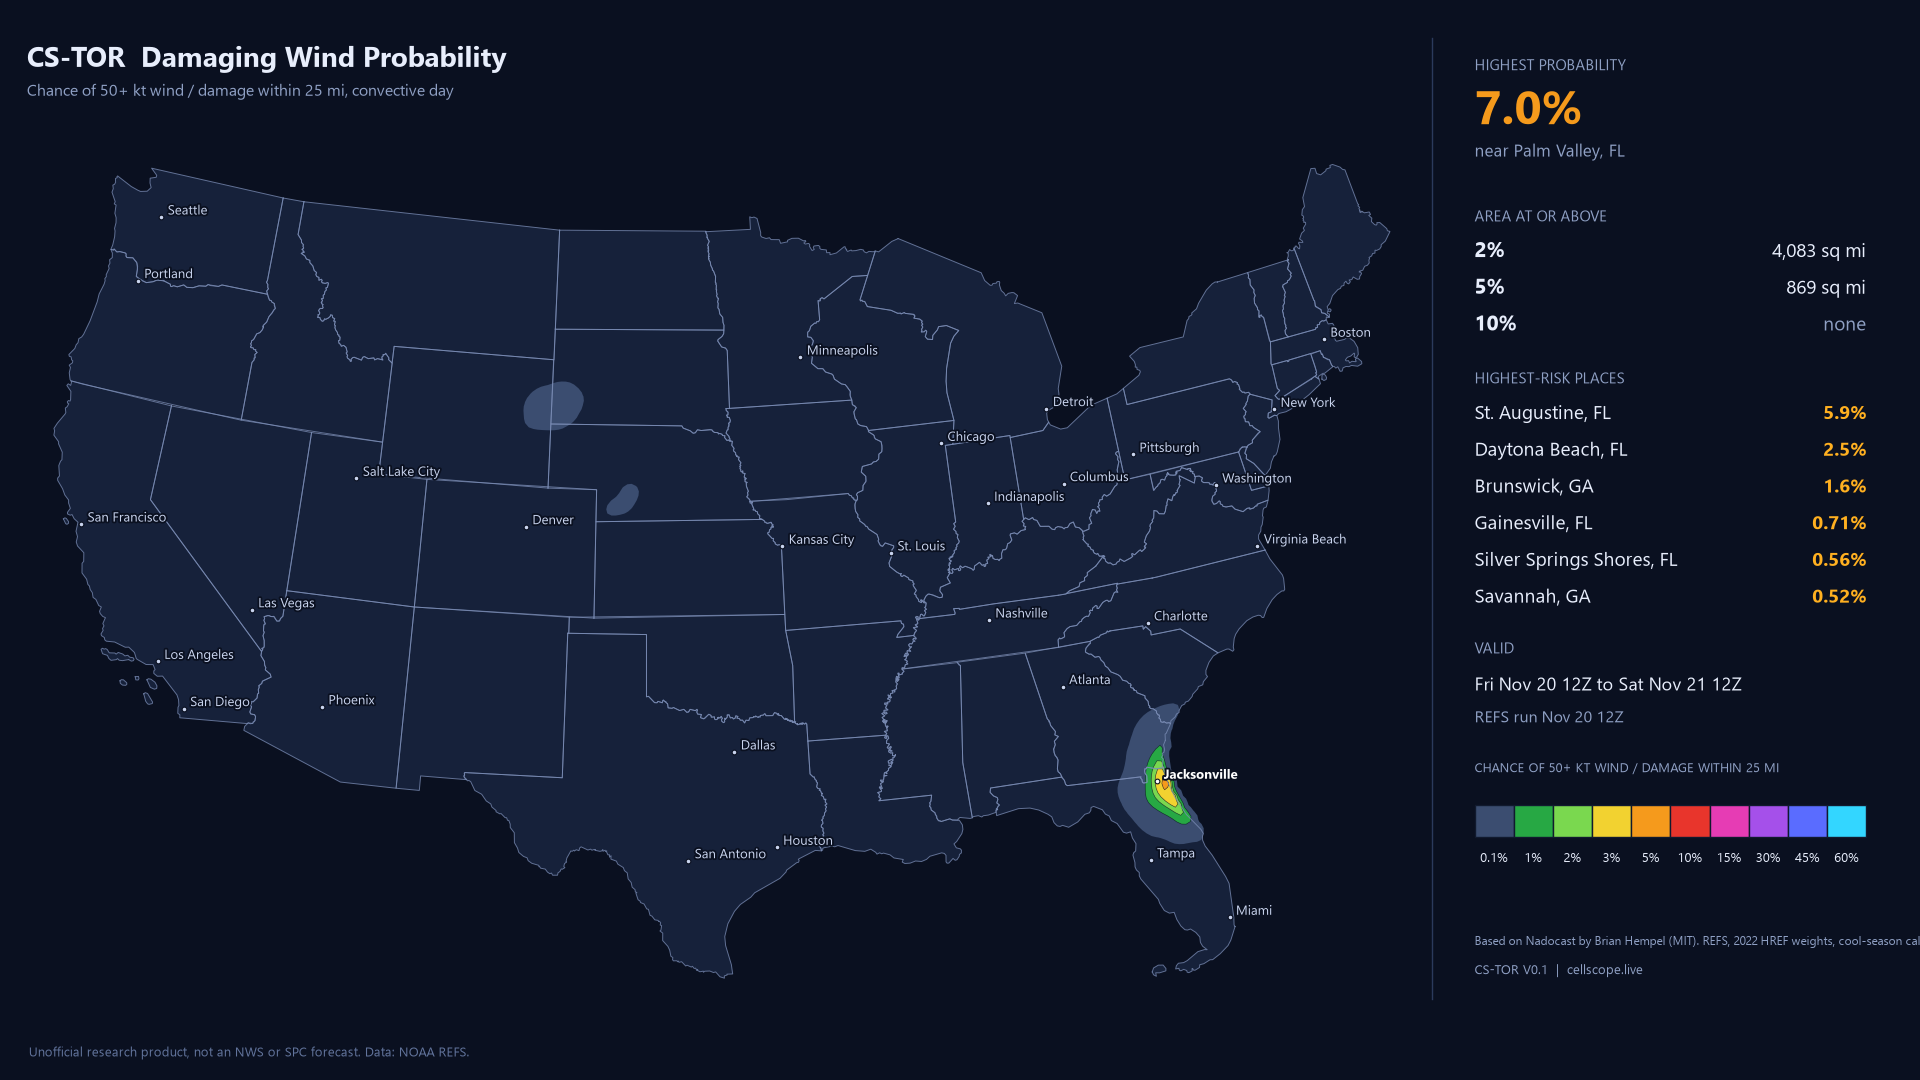 CS-TOR  Damaging Wind Probability
Chance of 50+ kt wind / damage within 25 mi, convective day
Seattle
Portland
Minneapolis
Boston
Detroit
New York
Chicago
Pittsburgh
Salt Lake City
Columbus
Washington
Indianapolis
San Francisco
Denver
Kansas City
St. Louis
Virginia Beach
Las Vegas
Nashville
Charlotte
Los Angeles
Atlanta
San Diego
Phoenix
Dallas
Jacksonville
Houston
San Antonio
Tampa
Miami
HIGHEST PROBABILITY
7.0%
near Palm Valley, FL
AREA AT OR ABOVE
2% 4,083 sq mi
5% 869 sq mi
10% none
HIGHEST-RISK PLACES
St. Augustine, FL 5.9%
Daytona Beach, FL 2.5%
Brunswick, GA 1.6%
Gainesville, FL 0.71%
Silver Springs Shores, FL 0.56%
Savannah, GA 0.52%
VALID
Fri Nov 20 12Z to Sat Nov 21 12Z
REFS run Nov 20 12Z
CHANCE OF 50+ KT WIND / DAMAGE WITHIN 25 MI
0.1% 1% 2% 3% 5% 10% 15% 30% 45% 60%
Based on Nadocast by Brian Hempel (MIT). REFS, 2022 HREF weights, cool-season cal
CS-TOR V0.1 | cellscope.live
Unofficial research product, not an NWS or SPC forecast. Data: NOAA REFS.